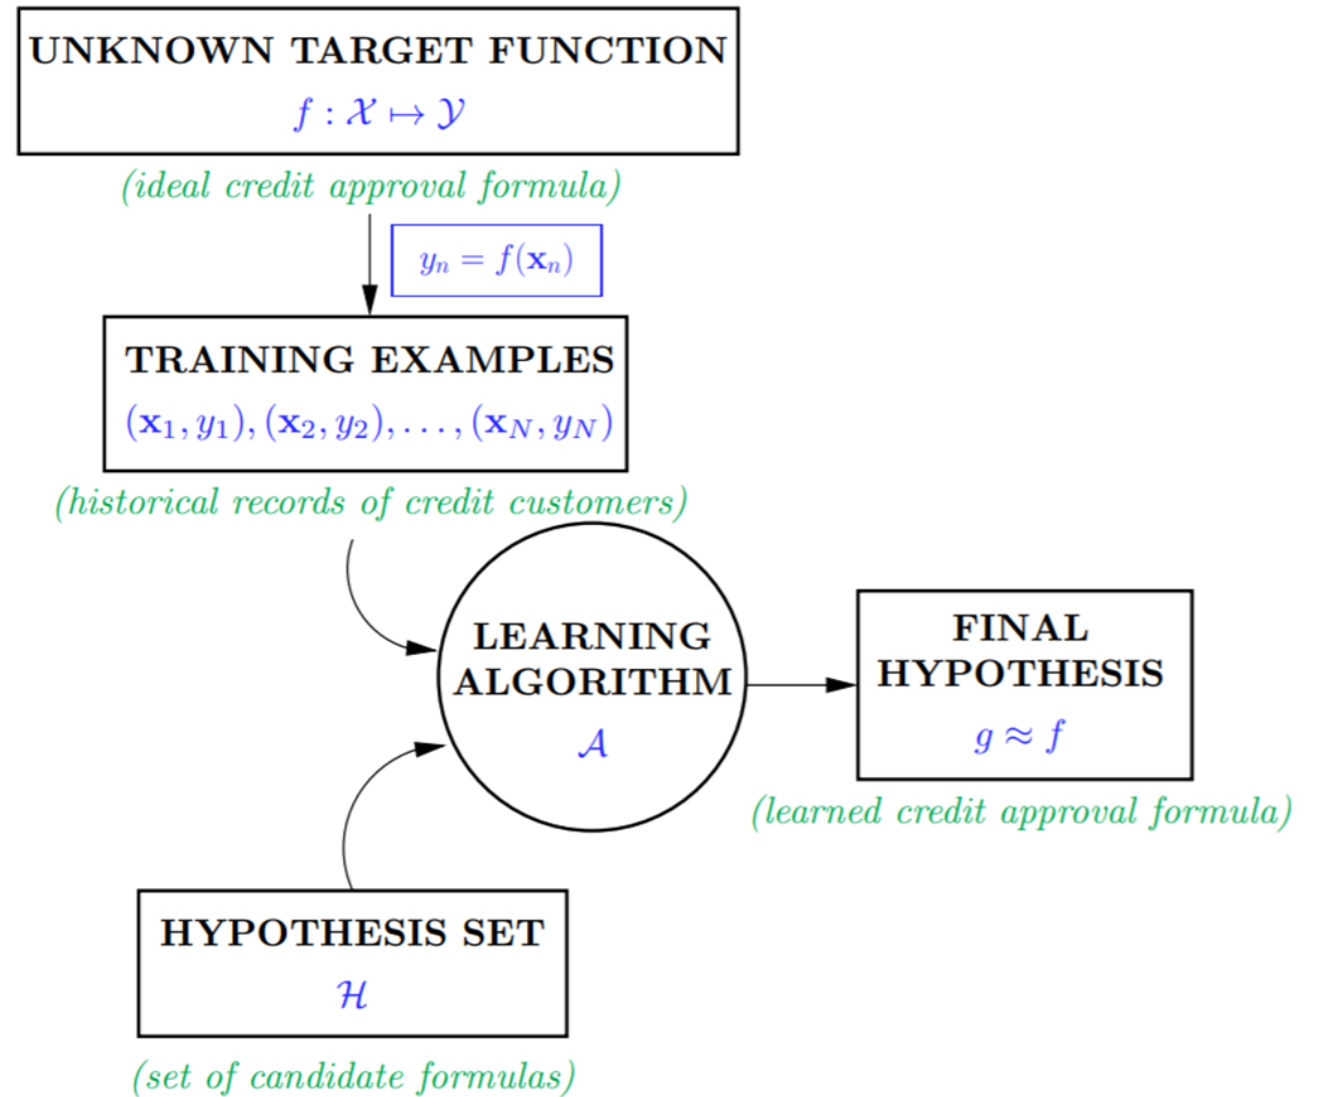 UNKNOWN TARGET FUNCTION
f : 𝒳 ↦ 𝒴
(ideal credit approval formula)
yₙ = f(𝐱ₙ)
TRAINING EXAMPLES
(𝐱₁, y₁), (𝐱₂, y₂), . . . , (𝐱_N, y_N)
(historical records of credit customers)
LEARNING
ALGORITHM
𝒜
FINAL
HYPOTHESIS
g ≈ f
(learned credit approval formula)
HYPOTHESIS SET
ℋ
(set of candidate formulas)